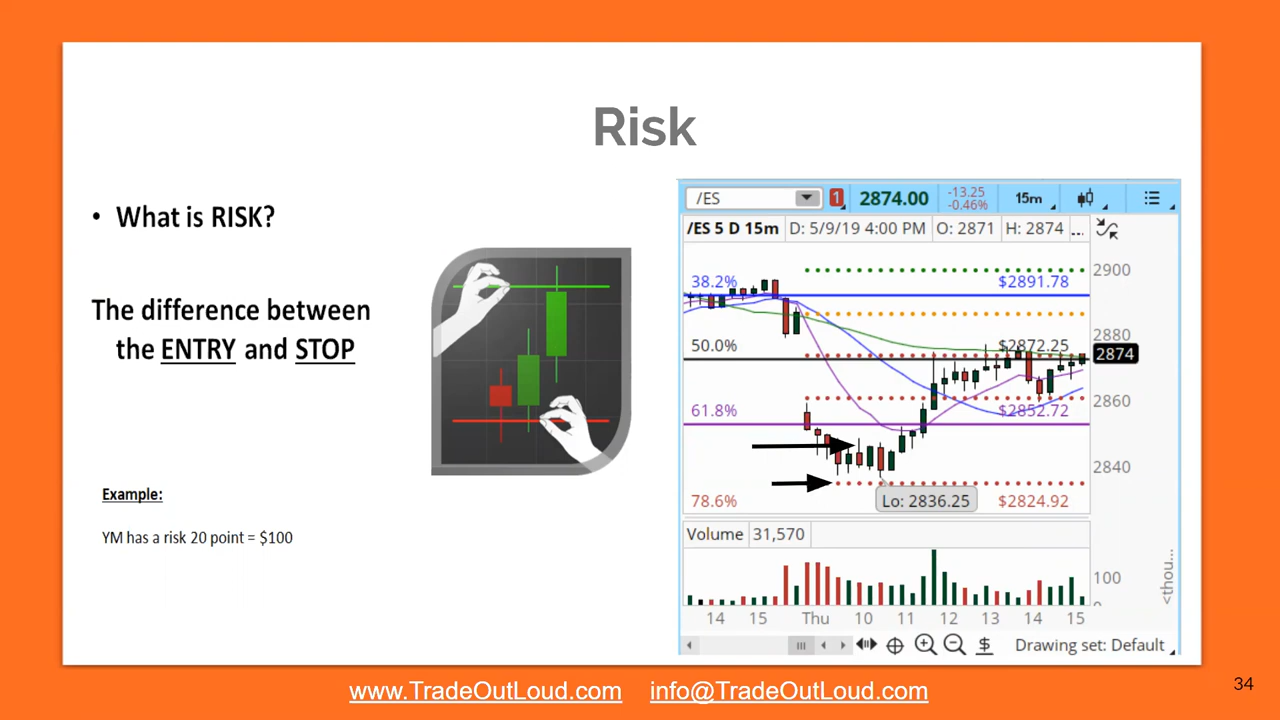 Risk
• What is RISK?
The difference between
the ENTRY and STOP
Example:
YM has a risk 20 point = $100
/ES 1 2874.00 -13.25 15m
-0.46%
/ES 5 D 15m D: 5/9/19 4:00 PM O: 2871 H: 2874 ...
2900
38.2% $2891.78
2880
50.0% $2872.25
2874
2860
61.8% $2852.72
2840
78.6% Lo: 2836.25 $2824.92
Volume 31,570
100
0
<thou...
14 15 Thu 10 11 12 13 14 15
Drawing set: Default
www.TradeOutLoud.com info@TradeOutLoud.com
34